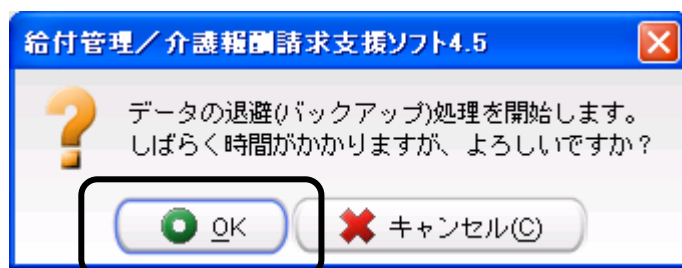 給付管理／介護報酬請求支援ソフト4.5
データの退避(バックアップ)処理を開始します。
しばらく時間がかかりますが、よろしいですか？
OK
キャンセル(C)